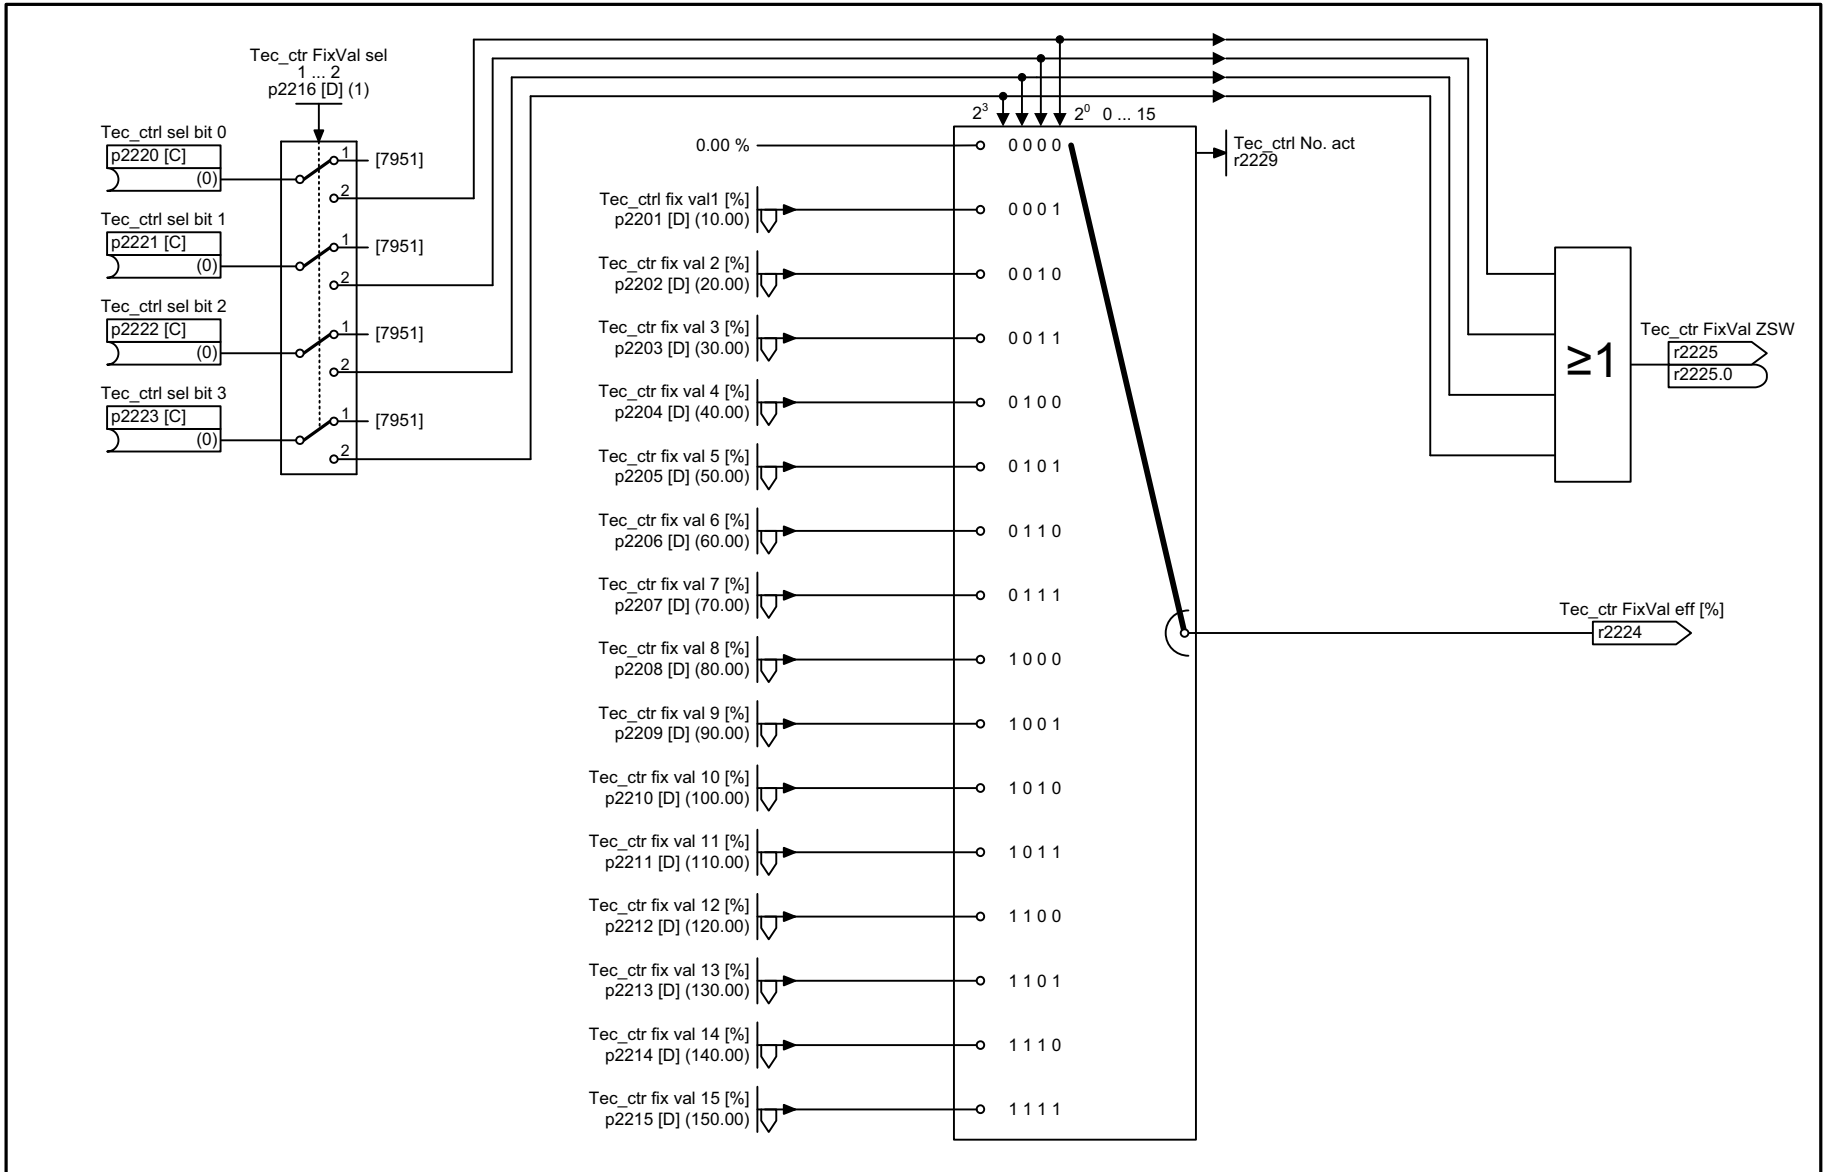 Tec_ctr FixVal sel
1 ... 2
p2216 [D] (1)
Tec_ctrl sel bit 0
p2220 [C]
(0)
1
[7951]
2
Tec_ctrl sel bit 1
p2221 [C]
(0)
1
[7951]
2
Tec_ctrl sel bit 2
p2222 [C]
(0)
1
[7951]
2
Tec_ctrl sel bit 3
p2223 [C]
(0)
1
[7951]
2
2³ 2⁰ 0 ... 15
0.00 %
0 0 0 0
Tec_ctrl No. act
r2229
Tec_ctrl fix val1 [%]
p2201 [D] (10.00)
0 0 0 1
Tec_ctr fix val 2 [%]
p2202 [D] (20.00)
0 0 1 0
Tec_ctr fix val 3 [%]
p2203 [D] (30.00)
0 0 1 1
Tec_ctr fix val 4 [%]
p2204 [D] (40.00)
0 1 0 0
Tec_ctr fix val 5 [%]
p2205 [D] (50.00)
0 1 0 1
Tec_ctr fix val 6 [%]
p2206 [D] (60.00)
0 1 1 0
Tec_ctr fix val 7 [%]
p2207 [D] (70.00)
0 1 1 1
Tec_ctr fix val 8 [%]
p2208 [D] (80.00)
1 0 0 0
Tec_ctr fix val 9 [%]
p2209 [D] (90.00)
1 0 0 1
Tec_ctr fix val 10 [%]
p2210 [D] (100.00)
1 0 1 0
Tec_ctr fix val 11 [%]
p2211 [D] (110.00)
1 0 1 1
Tec_ctr fix val 12 [%]
p2212 [D] (120.00)
1 1 0 0
Tec_ctr fix val 13 [%]
p2213 [D] (130.00)
1 1 0 1
Tec_ctr fix val 14 [%]
p2214 [D] (140.00)
1 1 1 0
Tec_ctr fix val 15 [%]
p2215 [D] (150.00)
1 1 1 1
≥1
Tec_ctr FixVal ZSW
r2225
r2225.0
Tec_ctr FixVal eff [%]
r2224